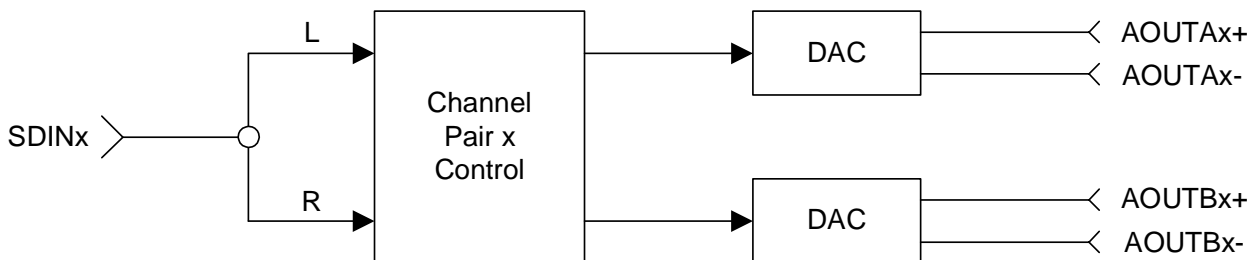 L
SDINx
R
Channel
Pair x
Control
DAC
AOUTAx+
AOUTAx-
DAC
AOUTBx+
AOUTBx-